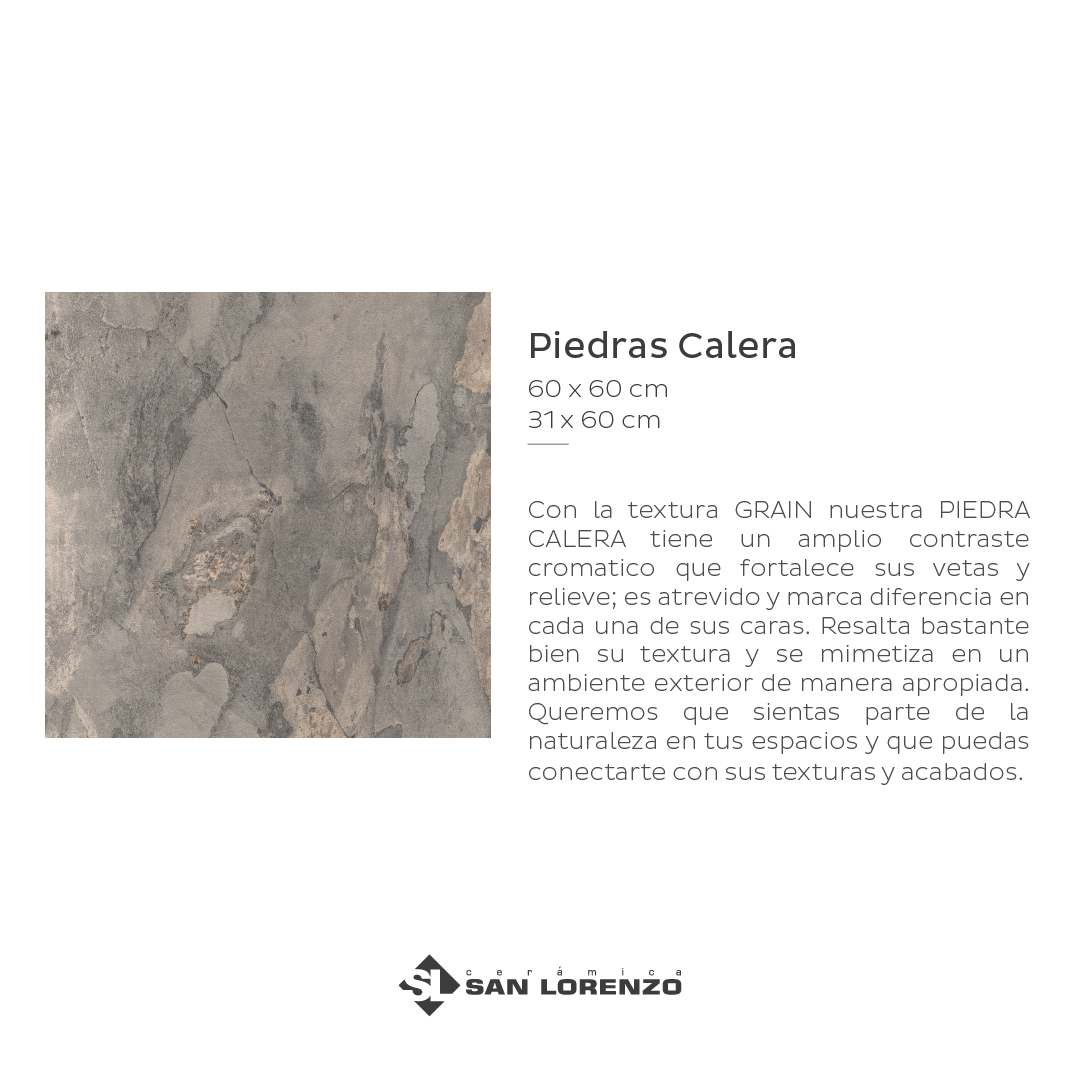 Piedras Calera
60 x 60 cm
31 x 60 cm
Con la textura GRAIN nuestra PIEDRA
CALERA tiene un amplio contraste
cromatico que fortalece sus vetas y
relieve; es atrevido y marca diferencia en
cada una de sus caras. Resalta bastante
bien su textura y se mimetiza en un
ambiente exterior de manera apropiada.
Queremos que sientas parte de la
naturaleza en tus espacios y que puedas
conectarte con sus texturas y acabados.
SL
cerámica
SAN LORENZO